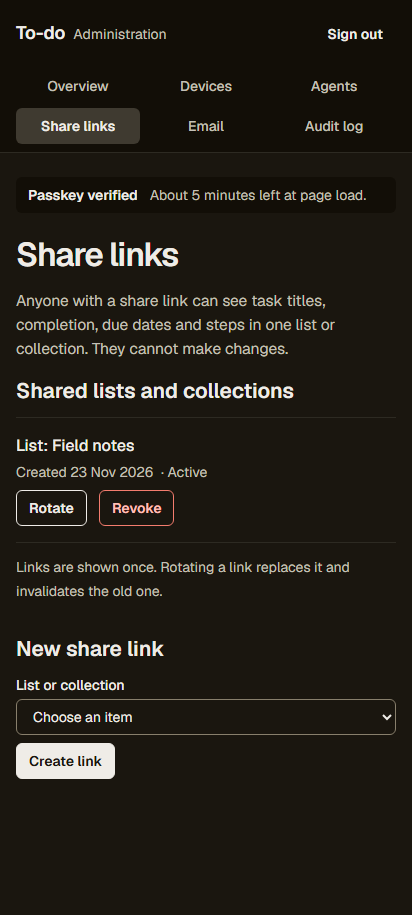 To-do Administration Sign out
Overview Devices Agents
Share links Email Audit log
Passkey verified About 5 minutes left at page load.
Share links
Anyone with a share link can see task titles,
completion, due dates and steps in one list or
collection. They cannot make changes.
Shared lists and collections
List: Field notes
Created 23 Nov 2026 · Active
Rotate Revoke
Links are shown once. Rotating a link replaces it and
invalidates the old one.
New share link
List or collection
Choose an item
Create link